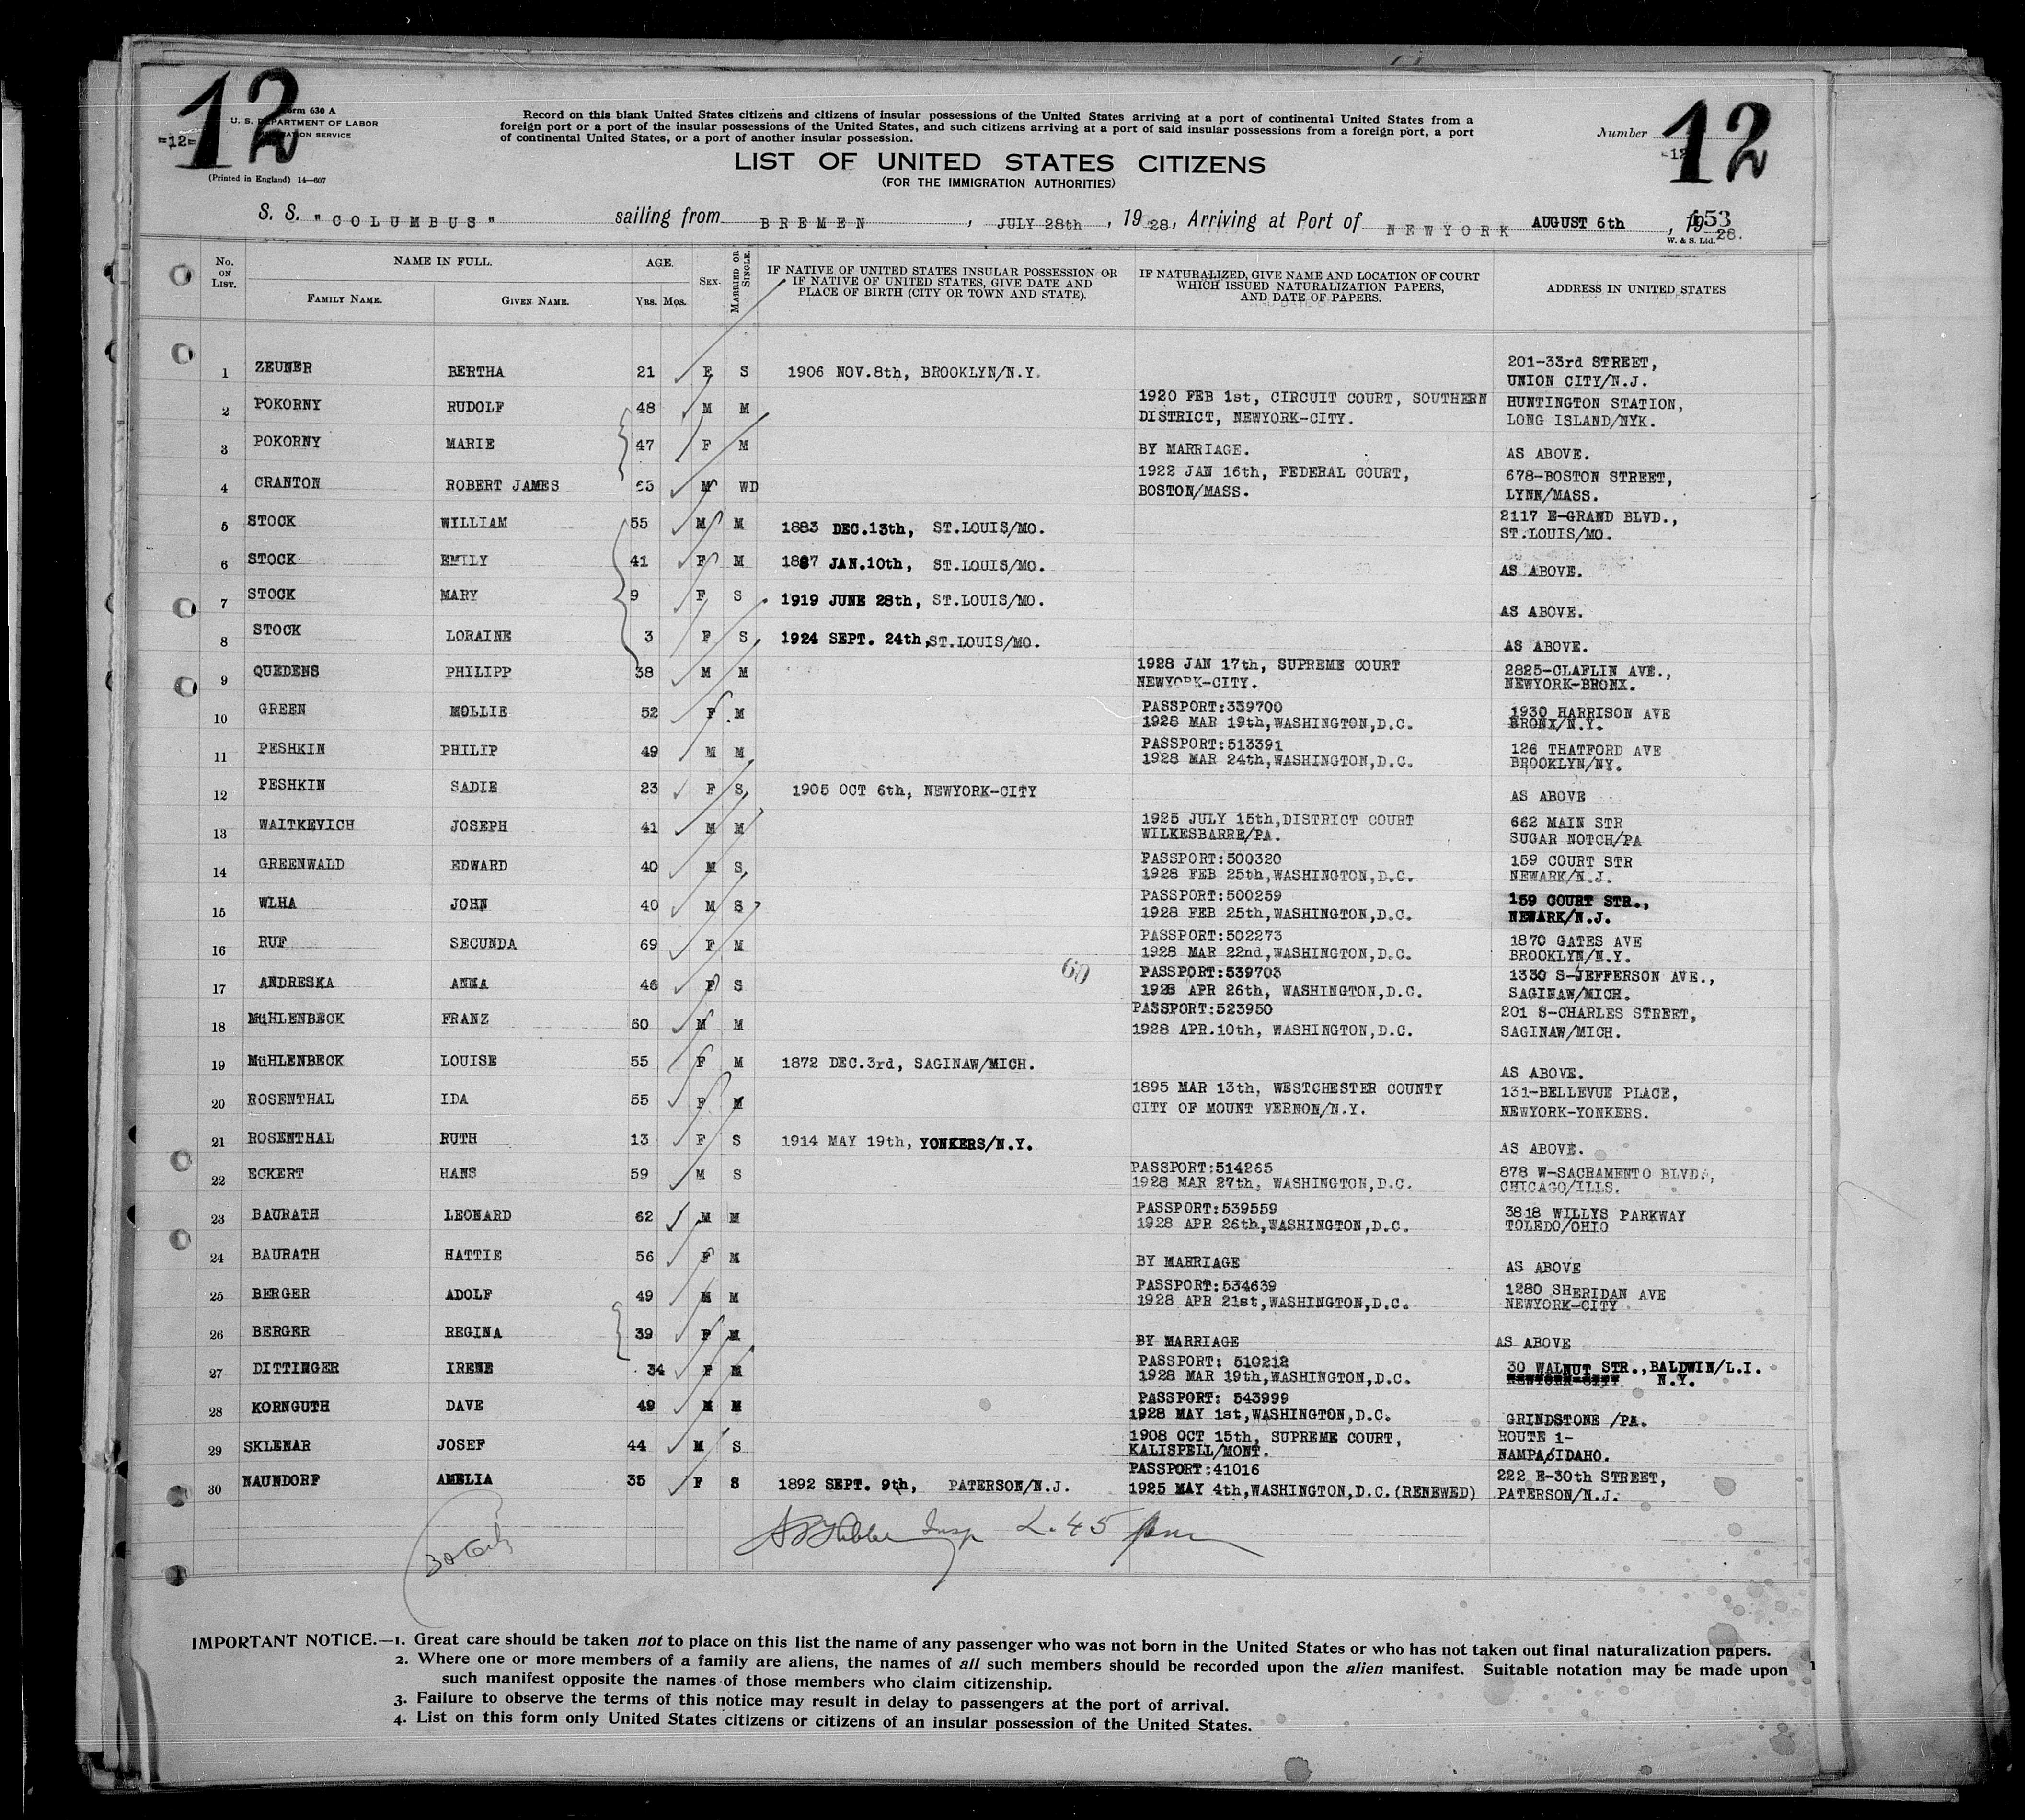 12
12
Form 630 A
U. S. DEPARTMENT OF LABOR
IMMIGRATION SERVICE
=12=
(Printed in England) 14—607
Record on this blank United States citizens and citizens of insular possessions of the United States arriving at a port of continental United States from a
foreign port or a port of the insular possessions of the United States, and such citizens arriving at a port of said insular possessions from a foreign port, a port
of continental United States, or a port of another insular possession.
Number
-12
LIST OF UNITED STATES CITIZENS
(FOR THE IMMIGRATION AUTHORITIES)
S. S. "COLUMBUS" sailing from BREMEN, JULY 28th, 1928, Arriving at Port of NEWYORK AUGUST 6th, 1928.
153
W. & S. Ltd.
No. ON LIST. NAME IN FULL. AGE. SEX. MARRIED OR SINGLE. IF NATIVE OF UNITED STATES INSULAR POSSESSION OR IF NATIVE OF UNITED STATES, GIVE DATE AND PLACE OF BIRTH (CITY OR TOWN AND STATE). IF NATURALIZED, GIVE NAME AND LOCATION OF COURT WHICH ISSUED NATURALIZATION PAPERS, AND DATE OF PAPERS. ADDRESS IN UNITED STATES
FAMILY NAME. GIVEN NAME. Yrs. Mos.
1 ZEUNER BERTHA 21 F S 1906 NOV.8th, BROOKLYN/N.Y. 201-33rd STREET,
UNION CITY/N.J.
2 POKORNY RUDOLF 48 M M 1920 FEB 1st, CIRCUIT COURT, SOUTHERN HUNTINGTON STATION,
DISTRICT, NEWYORK-CITY. LONG ISLAND/NYK.
3 POKORNY MARIE 47 F M BY MARRIAGE. AS ABOVE.
4 CRANTON ROBERT JAMES M WD 1922 JAN 16th, FEDERAL COURT, 678-BOSTON STREET,
BOSTON/MASS. LYNN/MASS.
5 STOCK WILLIAM 55 M M 1883 DEC.13th, ST.LOUIS/MO. 2117 E-GRAND BLVD.,
ST.LOUIS/MO.
6 STOCK EMILY 41 F M 1887 JAN.10th, ST.LOUIS/MO. AS ABOVE.
7 STOCK MARY 9 F S 1919 JUNE 28th, ST.LOUIS/MO. AS ABOVE.
8 STOCK LORAINE 3 F S 1924 SEPT. 24th, ST.LOUIS/MO. AS ABOVE.
9 QUEDENS PHILIPP 38 M M 1928 JAN 17th, SUPREME COURT 2825-CLAFLIN AVE.,
NEWYORK-CITY. NEWYORK-BRONX.
10 GREEN MOLLIE 52 F M PASSPORT:339700 1930 HARRISON AVE
1928 MAR 19th, WASHINGTON,D.C. BRONX/N.Y.
11 PESHKIN PHILIP 49 M M PASSPORT:513391 126 THATFORD AVE
1928 MAR 24th, WASHINGTON,D.C. BROOKLYN/NY.
12 PESHKIN SADIE 23 F S 1905 OCT 6th, NEWYORK-CITY AS ABOVE
13 WAITKEVICH JOSEPH 41 M M 1925 JULY 15th,DISTRICT COURT 662 MAIN STR
WILKESBARRE/PA. SUGAR NOTCH/PA
14 GREENWALD EDWARD 40 M S PASSPORT:500320 159 COURT STR
1928 FEB 25th,WASHINGTON,D.C. NEWARK/N.J.
15 WLHA JOHN 40 M S PASSPORT:500259 159 COURT STR.,
1928 FEB 25th,WASHINGTON,D.C. NEWARK/N.J.
16 RUF SECUNDA 69 F M PASSPORT:502273 1870 GATES AVE
1928 MAR 22nd,WASHINGTON,D.C. BROOKLYN/N.Y.
60
17 ANDRESKA ANNA 46 F S PASSPORT:539703 1330 S-JEFFERSON AVE.,
1928 APR 26th, WASHINGTON,D.C. SAGINAW/MICH.
18 MüHLENBECK FRANZ 60 M M PASSPORT:523950 201 S-CHARLES STREET,
1928 APR.10th, WASHINGTON,D.C. SAGINAW/MICH.
19 MüHLENBECK LOUISE 55 F M 1872 DEC.3rd, SAGINAW/MICH. AS ABOVE.
20 ROSENTHAL IDA 55 F M 1895 MAR 13th, WESTCHESTER COUNTY 131-BELLEVUE PLACE,
CITY OF MOUNT VERNON/N.Y. NEWYORK-YONKERS.
21 ROSENTHAL RUTH 13 F S 1914 MAY 19th, YONKERS/N.Y. AS ABOVE.
22 ECKERT HANS 59 M S PASSPORT:514265 878 W-SACRAMENTO BLVD.,
1928 MAR 27th, WASHINGTON,D.C. CHICAGO/ILLS.
23 BAURATH LEONARD 62 M M PASSPORT:539559 3818 WILLYS PARKWAY
1928 APR 26th,WASHINGTON,D.C. TOLEDO/OHIO
24 BAURATH HATTIE 56 F M BY MARRIAGE AS ABOVE
25 BERGER ADOLF 49 M M PASSPORT:534639 1280 SHERIDAN AVE
1928 APR 21st,WASHINGTON,D.C. NEWYORK-CITY
26 BERGER REGINA 39 F M BY MARRIAGE AS ABOVE
27 DITTINGER IRENE 34 F M PASSPORT: 510212 30 WALNUT STR.,BALDWIN/L.I.
1928 MAR 19th,WASHINGTON,D.C. NEWYORK-CITY N.Y.
28 KORNGUTH DAVE 49 M M PASSPORT: 543999
1928 MAY 1st,WASHINGTON,D.C. GRINDSTONE /PA.
29 SKLENAR JOSEF 44 M S 1908 OCT 15th, SUPREME COURT, ROUTE 1-
KALISPELL/MONT. NAMPA/IDAHO.
30 NAUNDORF AMELIA 35 F S 1892 SEPT. 9th, PATERSON/N.J. PASSPORT:41016 222 E-30th STREET,
1925 MAY 4th,WASHINGTON,D.C.(RENEWED) PATERSON/N.J.
Insp 2.45 pm
IMPORTANT NOTICE.—1. Great care should be taken not to place on this list the name of any passenger who was not born in the United States or who has not taken out final naturalization papers.
2. Where one or more members of a family are aliens, the names of all such members should be recorded upon the alien manifest. Suitable notation may be made upon
such manifest opposite the names of those members who claim citizenship.
3. Failure to observe the terms of this notice may result in delay to passengers at the port of arrival.
4. List on this form only United States citizens or citizens of an insular possession of the United States.